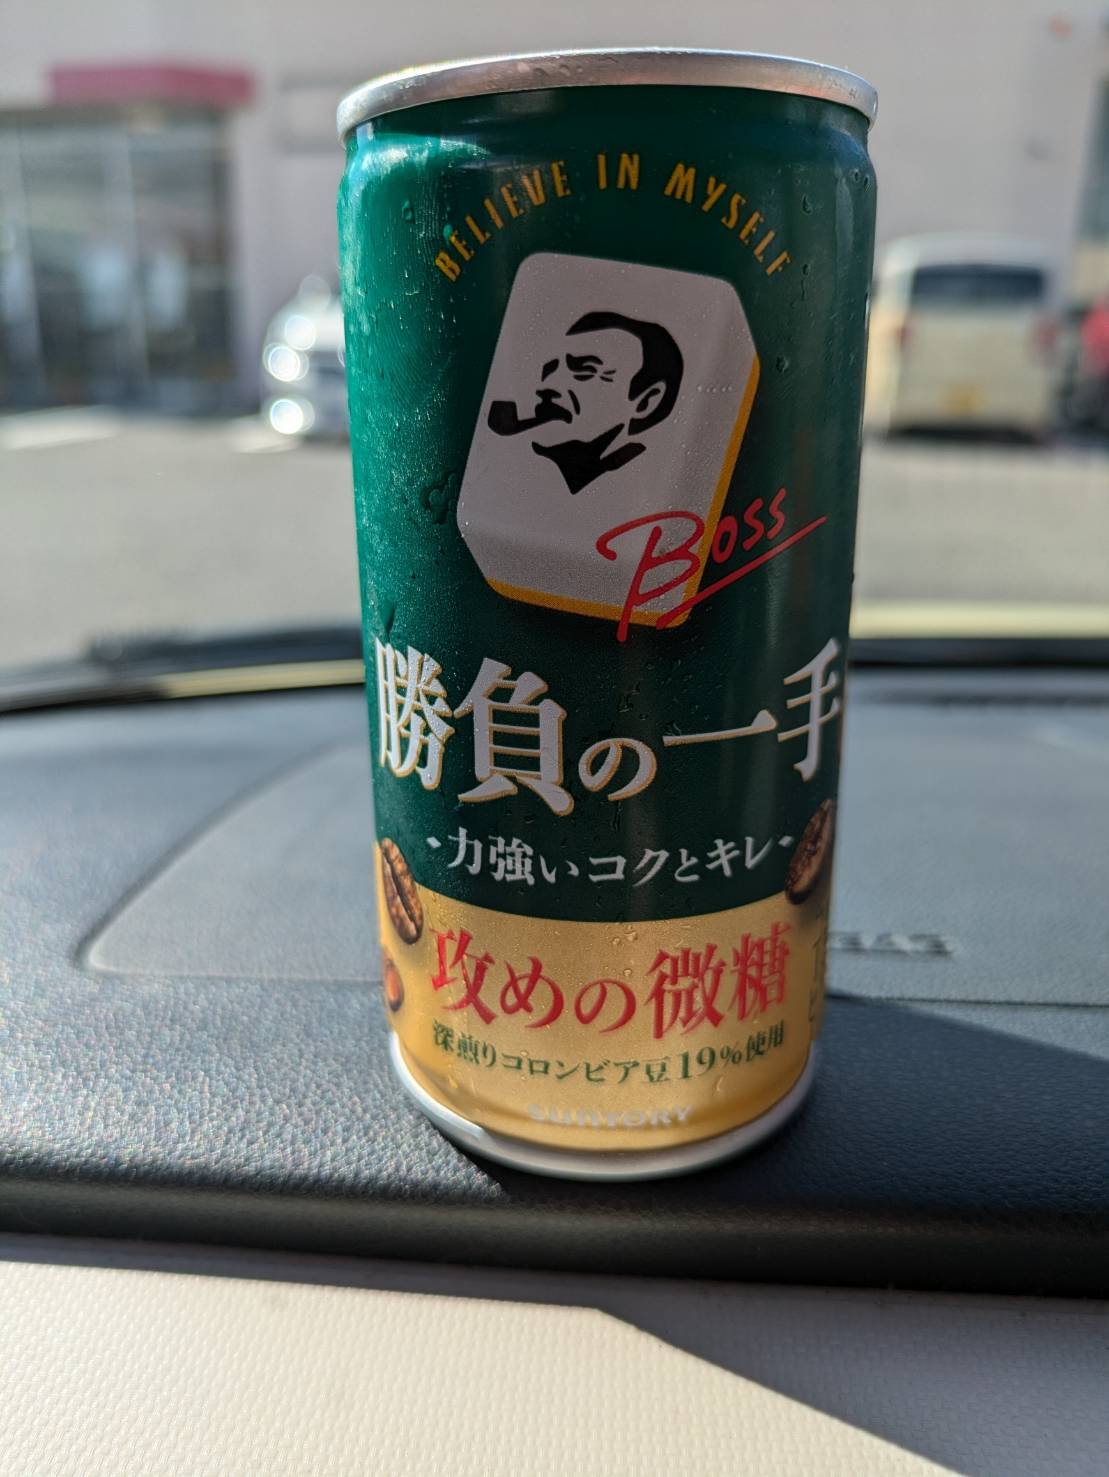 BELIEVE IN MYSELF
Boss
勝負の一手
・力強いコクとキレ・
攻めの微糖
深煎りコロンビア豆19%使用
SUNTORY